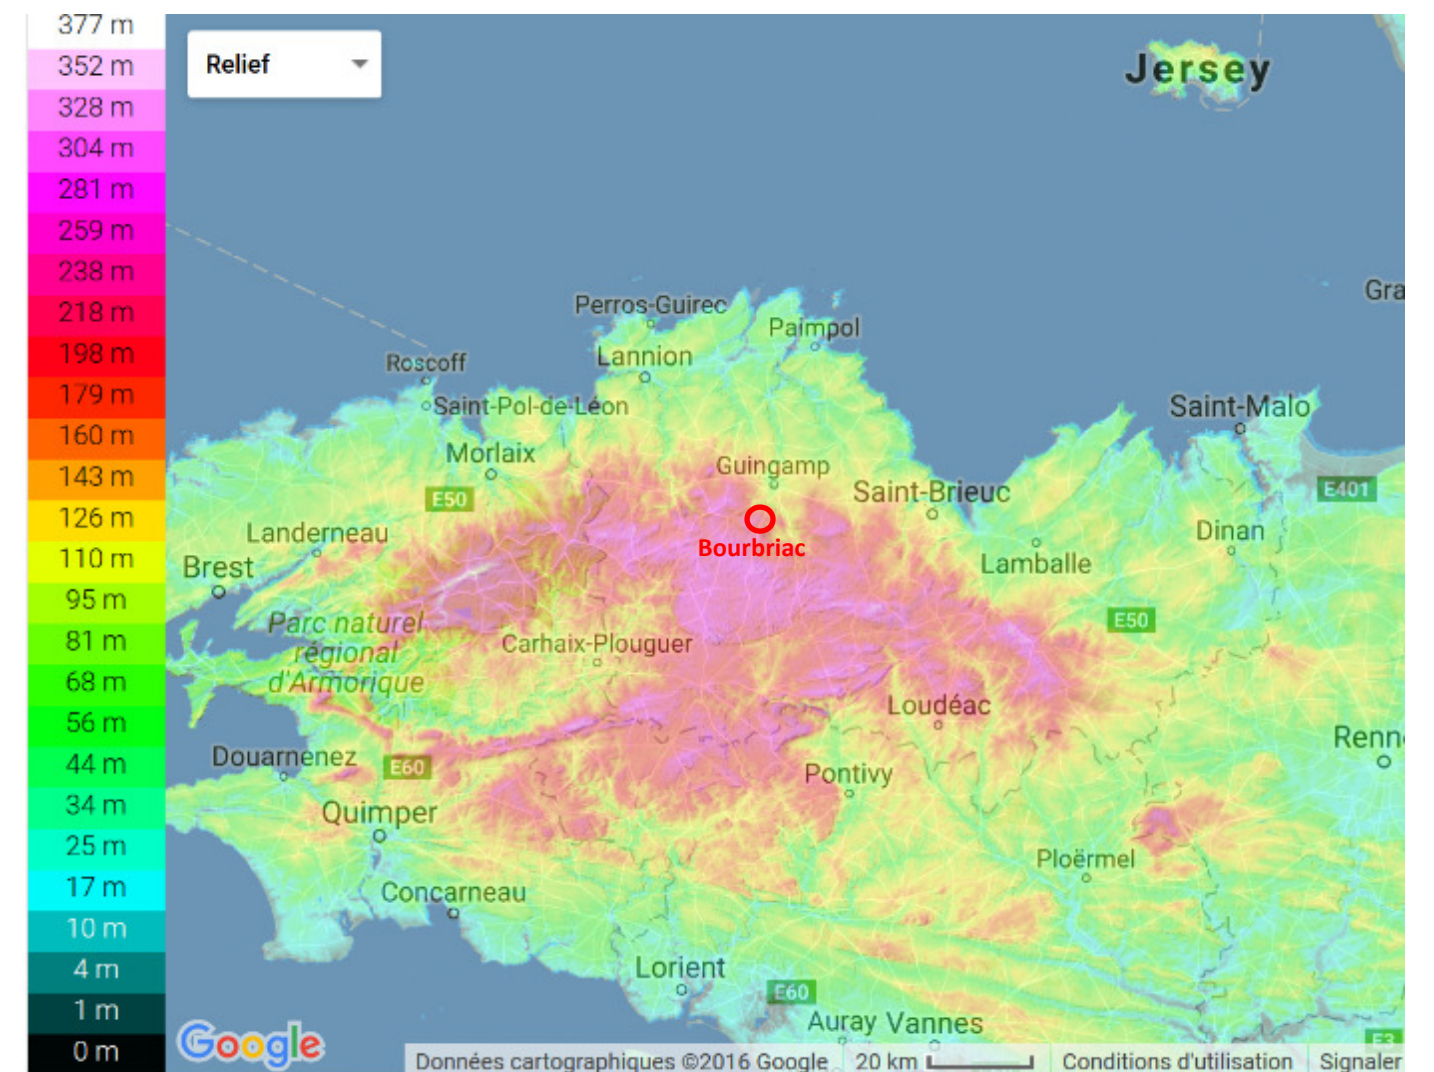 377 m
352 m
328 m
304 m
281 m
259 m
238 m
218 m
198 m
179 m
160 m
143 m
126 m
110 m
95 m
81 m
68 m
56 m
44 m
34 m
25 m
17 m
10 m
4 m
1 m
0 m
Relief
Jersey
Gra
Perros-Guirec
Paimpol
Lannion
Roscoff
Saint-Pol-de-Léon
Saint-Malo
Morlaix
Guingamp
Saint-Brieuc
E50
E401
Landerneau
Dinan
Bourbriac
Brest
Lamballe
Parc naturel
régional
d'Armorique
E50
Carhaix-Plouguer
Loudéac
Renn
Douarnenez
E60
Pontivy
Quimper
Ploërmel
Concarneau
Lorient
E60
Auray
Vannes
E3
Google
Données cartographiques ©2016 Google
20 km
Conditions d'utilisation
Signaler